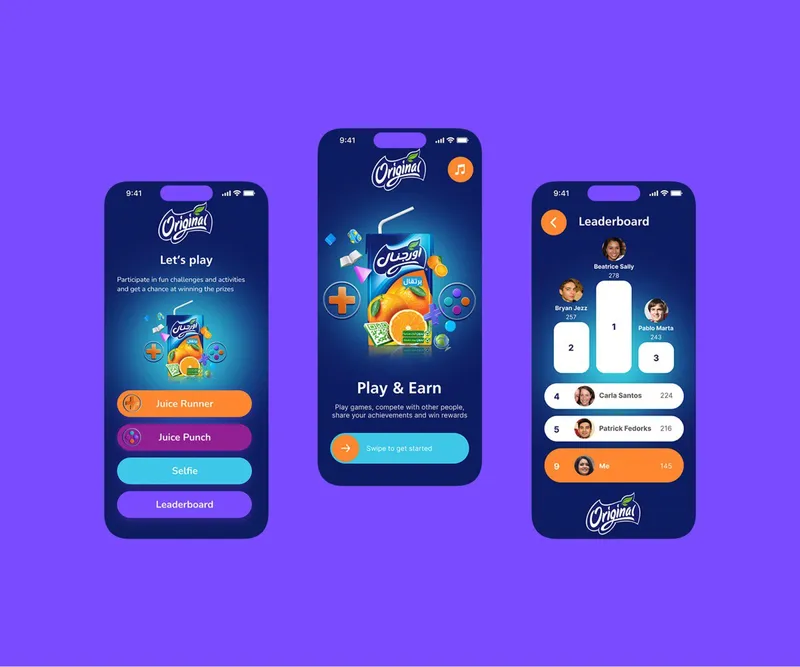 9:41
Original
Let's play
Participate in fun challenges and activities
and get a chance at winning the prizes
اورجينال
Juice Runner
Juice Punch
Selfie
Leaderboard
9:41
Original
اورجينال
برتقال
Play & Earn
Play games, compete with other people,
share your achievements and win rewards
Swipe to get started
9:41
Leaderboard
Beatrice Sally
278
Bryan Jezz
257
Pablo Marta
243
1
2
3
4 Carla Santos 224
5 Patrick Fedorks 216
9 Me 145
Original